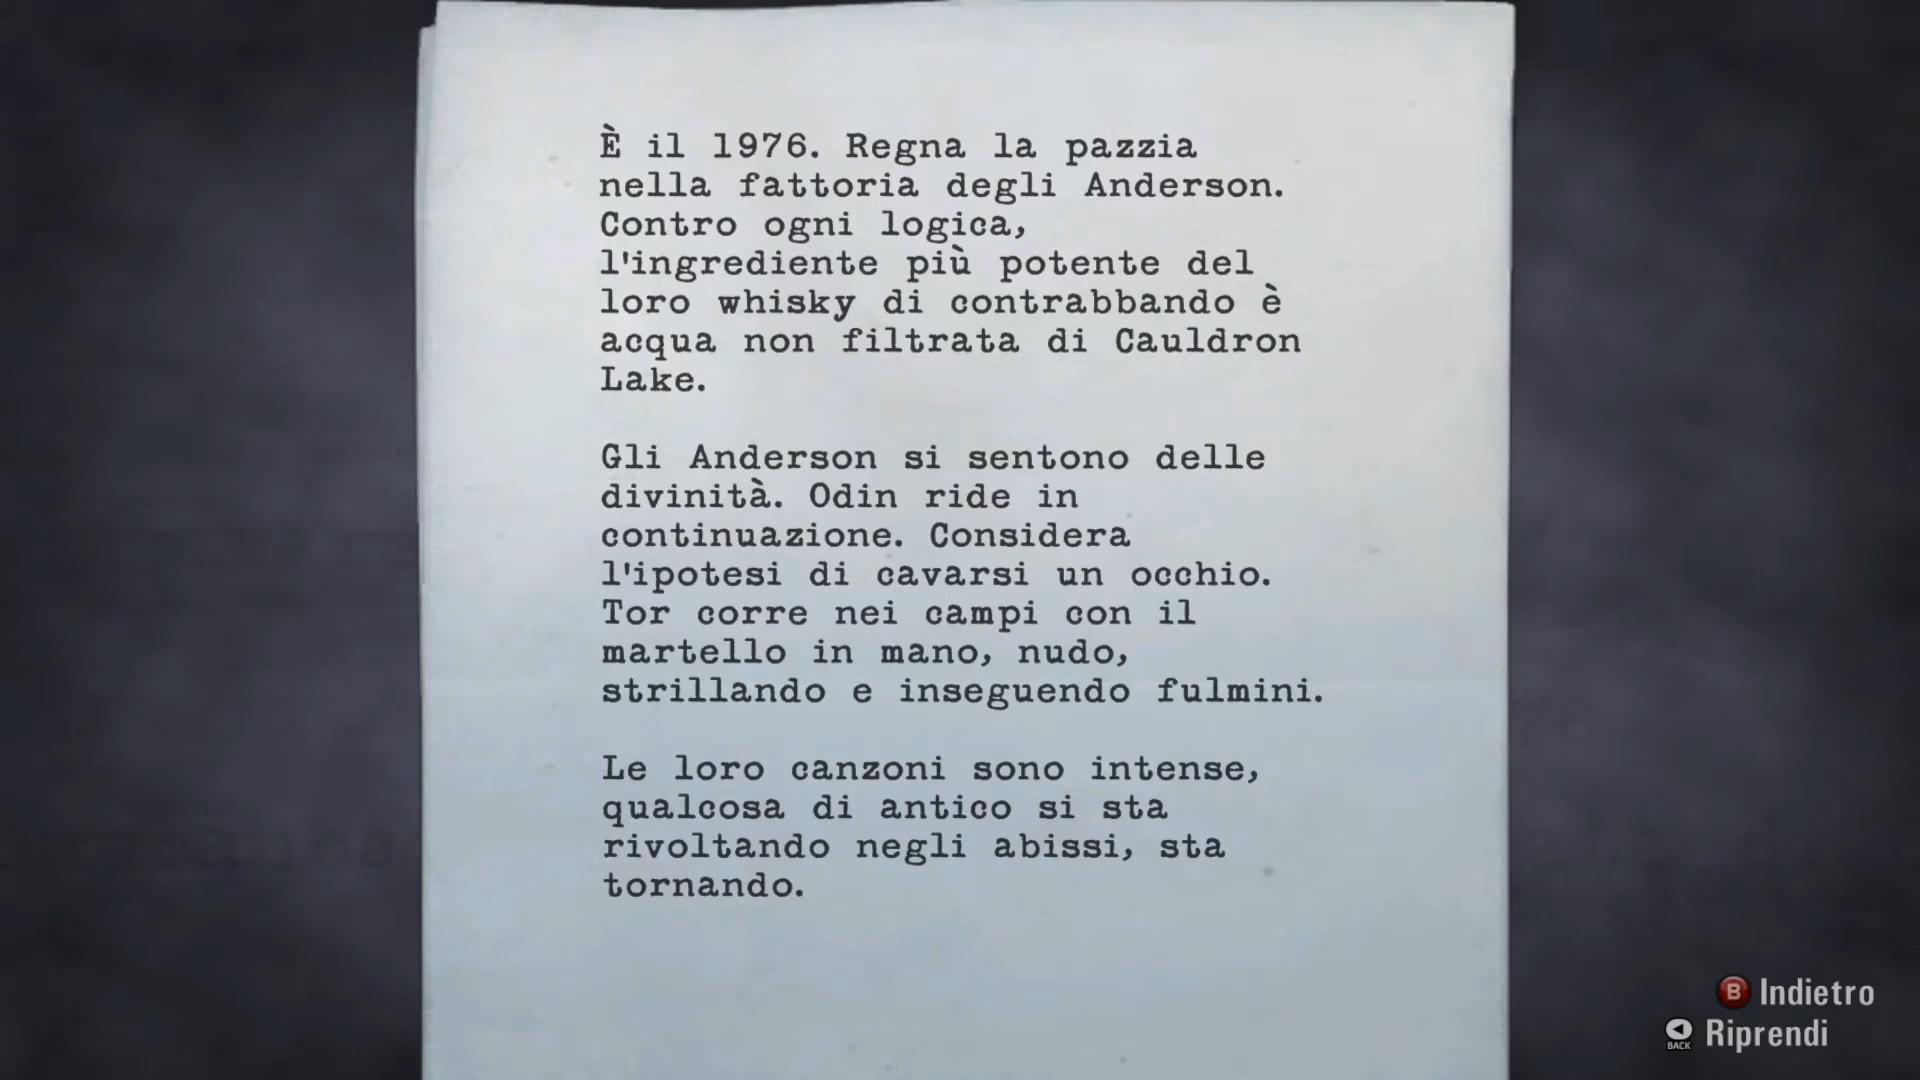 È il 1976. Regna la pazzia
nella fattoria degli Anderson.
Contro ogni logica,
l'ingrediente più potente del
loro whisky di contrabbando è
acqua non filtrata di Cauldron
Lake.
Gli Anderson si sentono delle
divinità. Odin ride in
continuazione. Considera
l'ipotesi di cavarsi un occhio.
Tor corre nei campi con il
martello in mano, nudo,
strillando e inseguendo fulmini.
Le loro canzoni sono intense,
qualcosa di antico si sta
rivoltando negli abissi, sta
tornando.
B Indietro
BACK Riprendi